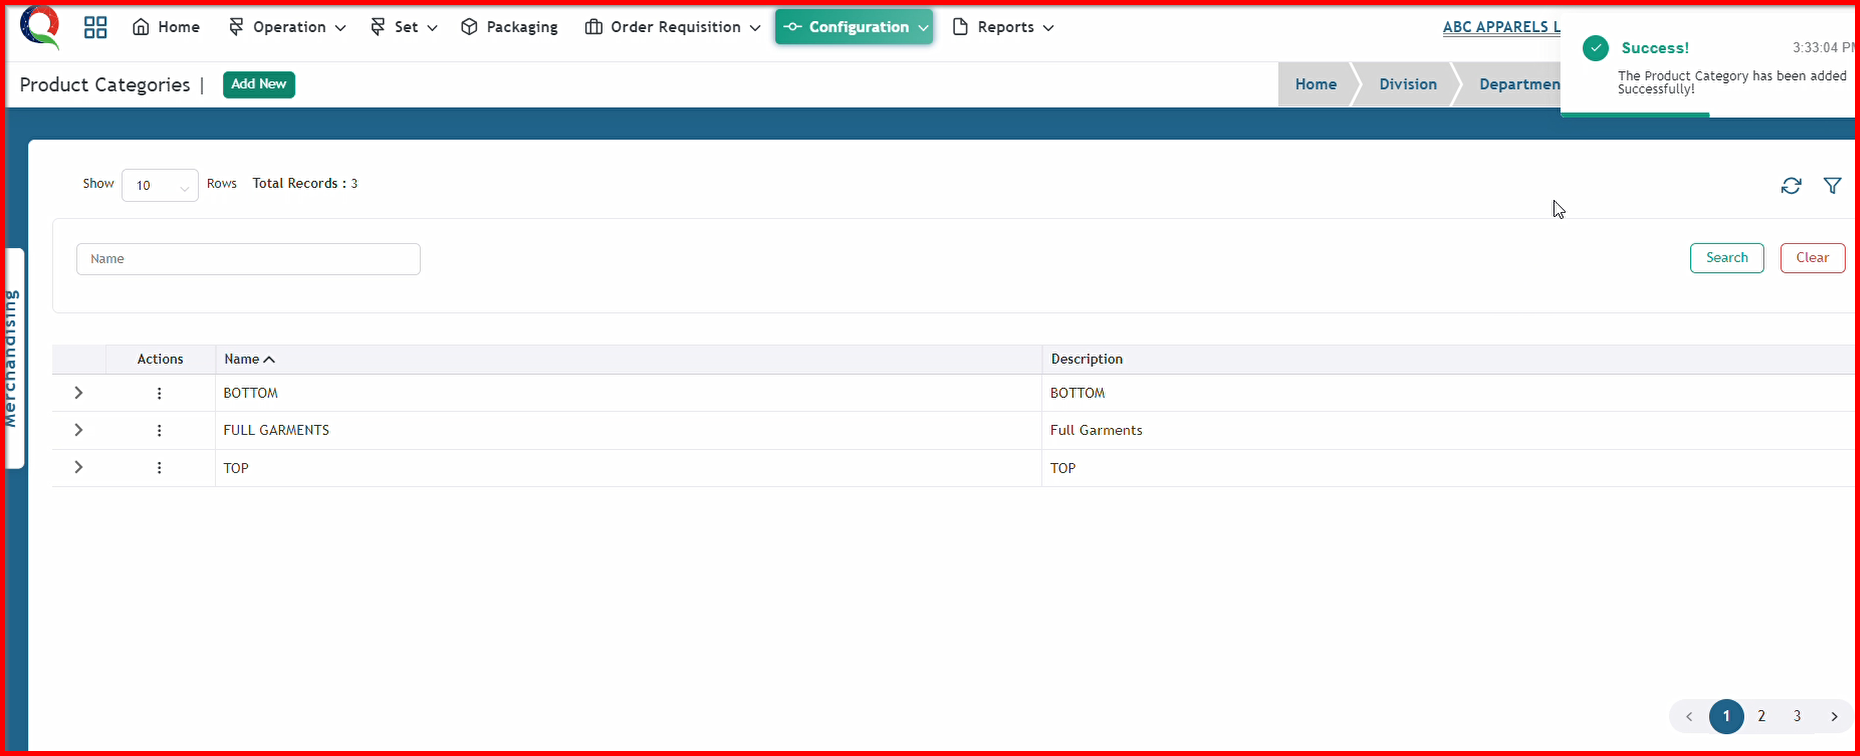 Home Operation Set Packaging Order Requisition Configuration Reports ABC APPARELS L
Success! 3:33:04 PM
The Product Category has been added
Successfully!
Product Categories | Add New Home Division Departmen
Show 10 Rows Total Records : 3
Name Search Clear
Merchandising
Actions Name Description
BOTTOM BOTTOM
FULL GARMENTS Full Garments
TOP TOP
< 1 2 3 >